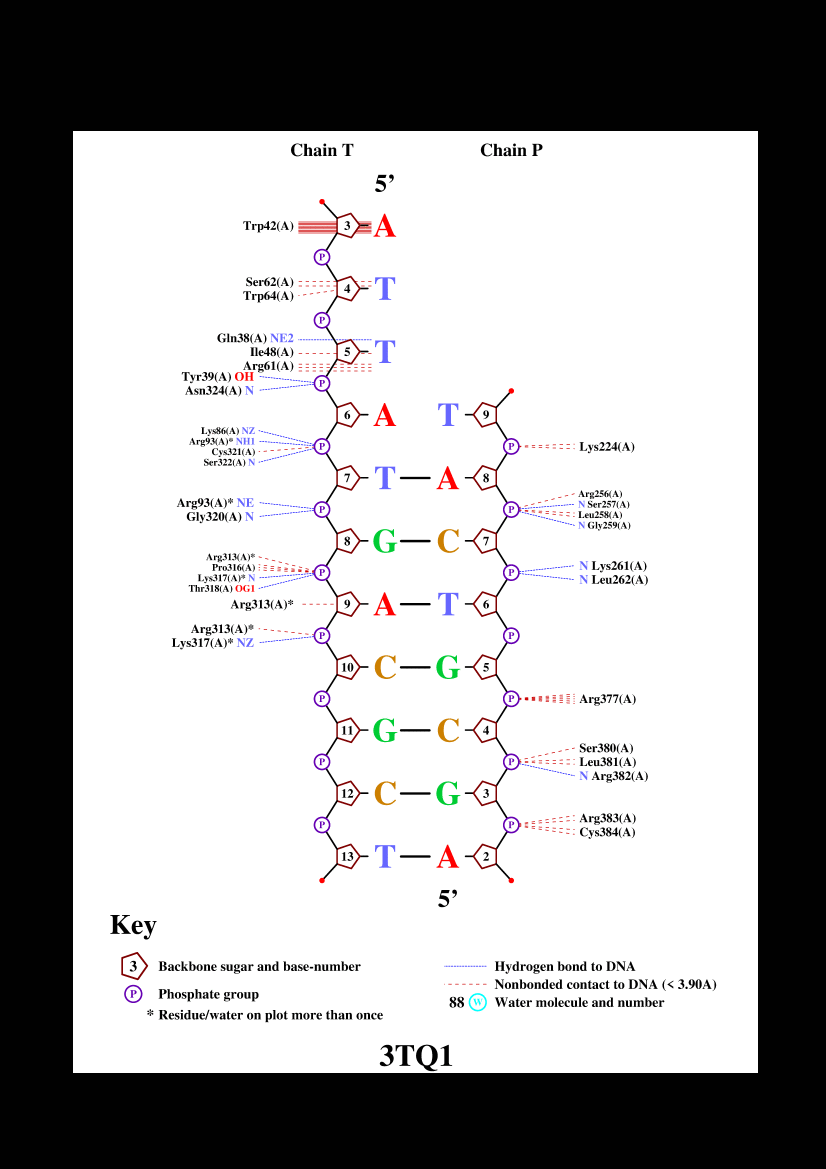 Chain T Chain P
5’
Trp42(A) 3 A
P
Ser62(A)
4 T
Trp64(A)
P
Gln38(A) NE2
Ile48(A) 5 T
Arg61(A)
Tyr39(A) OH
P
Asn324(A) N
6 A T 9
Lys86(A) NZ
Arg93(A)* NH1
P P Lys224(A)
Cys321(A)
Ser322(A) N
7 T A 8
Arg256(A)
Arg93(A)* NE N Ser257(A)
P P
Gly320(A) N Leu258(A)
N Gly259(A)
8 G C 7
Arg313(A)*
Pro316(A) N Lys261(A)
P P
Lys317(A)* N N Leu262(A)
Thr318(A) OG1
Arg313(A)* 9 A T 6
Arg313(A)*
P P
Lys317(A)* NZ
10 C G 5
P P Arg377(A)
11 G C 4
Ser380(A)
P P Leu381(A)
N Arg382(A)
12 C G 3
Arg383(A)
P P
Cys384(A)
13 T A 2
5’
Key
3 Backbone sugar and base-number
P Phosphate group
* Residue/water on plot more than once
Hydrogen bond to DNA
Nonbonded contact to DNA (< 3.90A)
88 W Water molecule and number
3TQ1